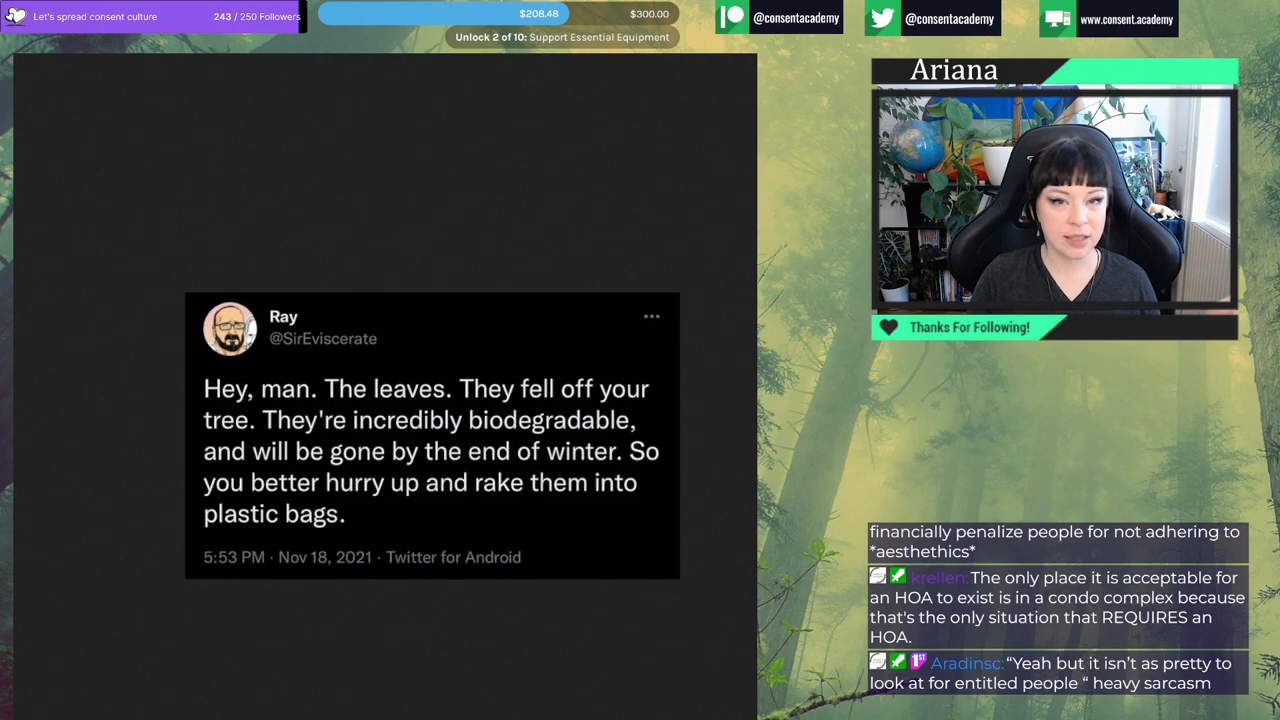 Let's spread consent culture
243 / 250 Followers
$208.48
$300.00
Unlock 2 of 10: Support Essential Equipment
@consentacademy
@consentacademy
www.consent.academy
Ariana
Thanks For Following!
Ray
@SirEviscerate
Hey, man. The leaves. They fell off your
tree. They're incredibly biodegradable,
and will be gone by the end of winter. So
you better hurry up and rake them into
plastic bags.
5:53 PM · Nov 18, 2021 · Twitter for Android
financially penalize people for not adhering to
*aesthethics*
krellen: The only place it is acceptable for
an HOA to exist is in a condo complex because
that's the only situation that REQUIRES an
HOA.
1ST
Aradinsc: “Yeah but it isn’t as pretty to
look at for entitled people “ heavy sarcasm